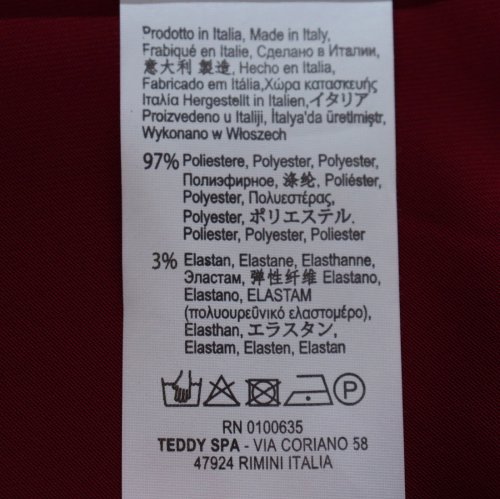 Prodotto in Italia, Made in Italy,
Frabiqué en Italie, Сделано в Италии,
意大利 製造, Hecho en Italia,
Fabricado em Itália,Χώρα κατασκευής
Ιταλία Hergestellt in Italien,イタリア
Proizvedeno u Italiji, İtalya'da üretimiştr,
Wykonano w Włoszech
97% Poliestere, Polyester, Polyester,
Полиэфирное, 涤纶, Poliéster,
Polyester, Πολυεστέρας,
Polyester, ポリエステル.
Poliester, Polyester, Poliester
3% Elastan, Elastane, Elasthanne,
Эластам, 弹性纤维 Elastano,
Elastano, ELASTAM
(πολυουρεϋνικό ελαστομέρο),
Elasthan, エラスタン,
Elastam, Elasten, Elastan
P
RN 0100635
TEDDY SPA - VIA CORIANO 58
47924 RIMINI ITALIA